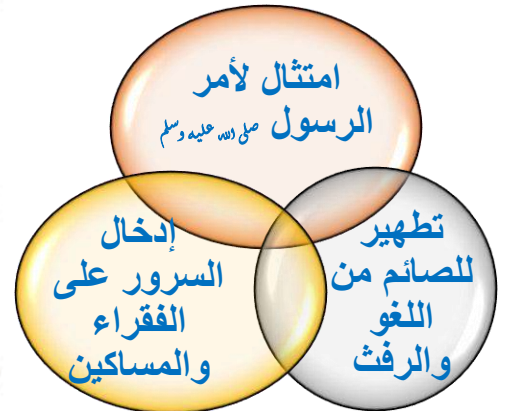 امتثال لأمر
الرسول صلى الله عليه وسلم
تطهير
للصائم من
اللغو
والرفث
إدخال
السرور على
الفقراء
والمساكين